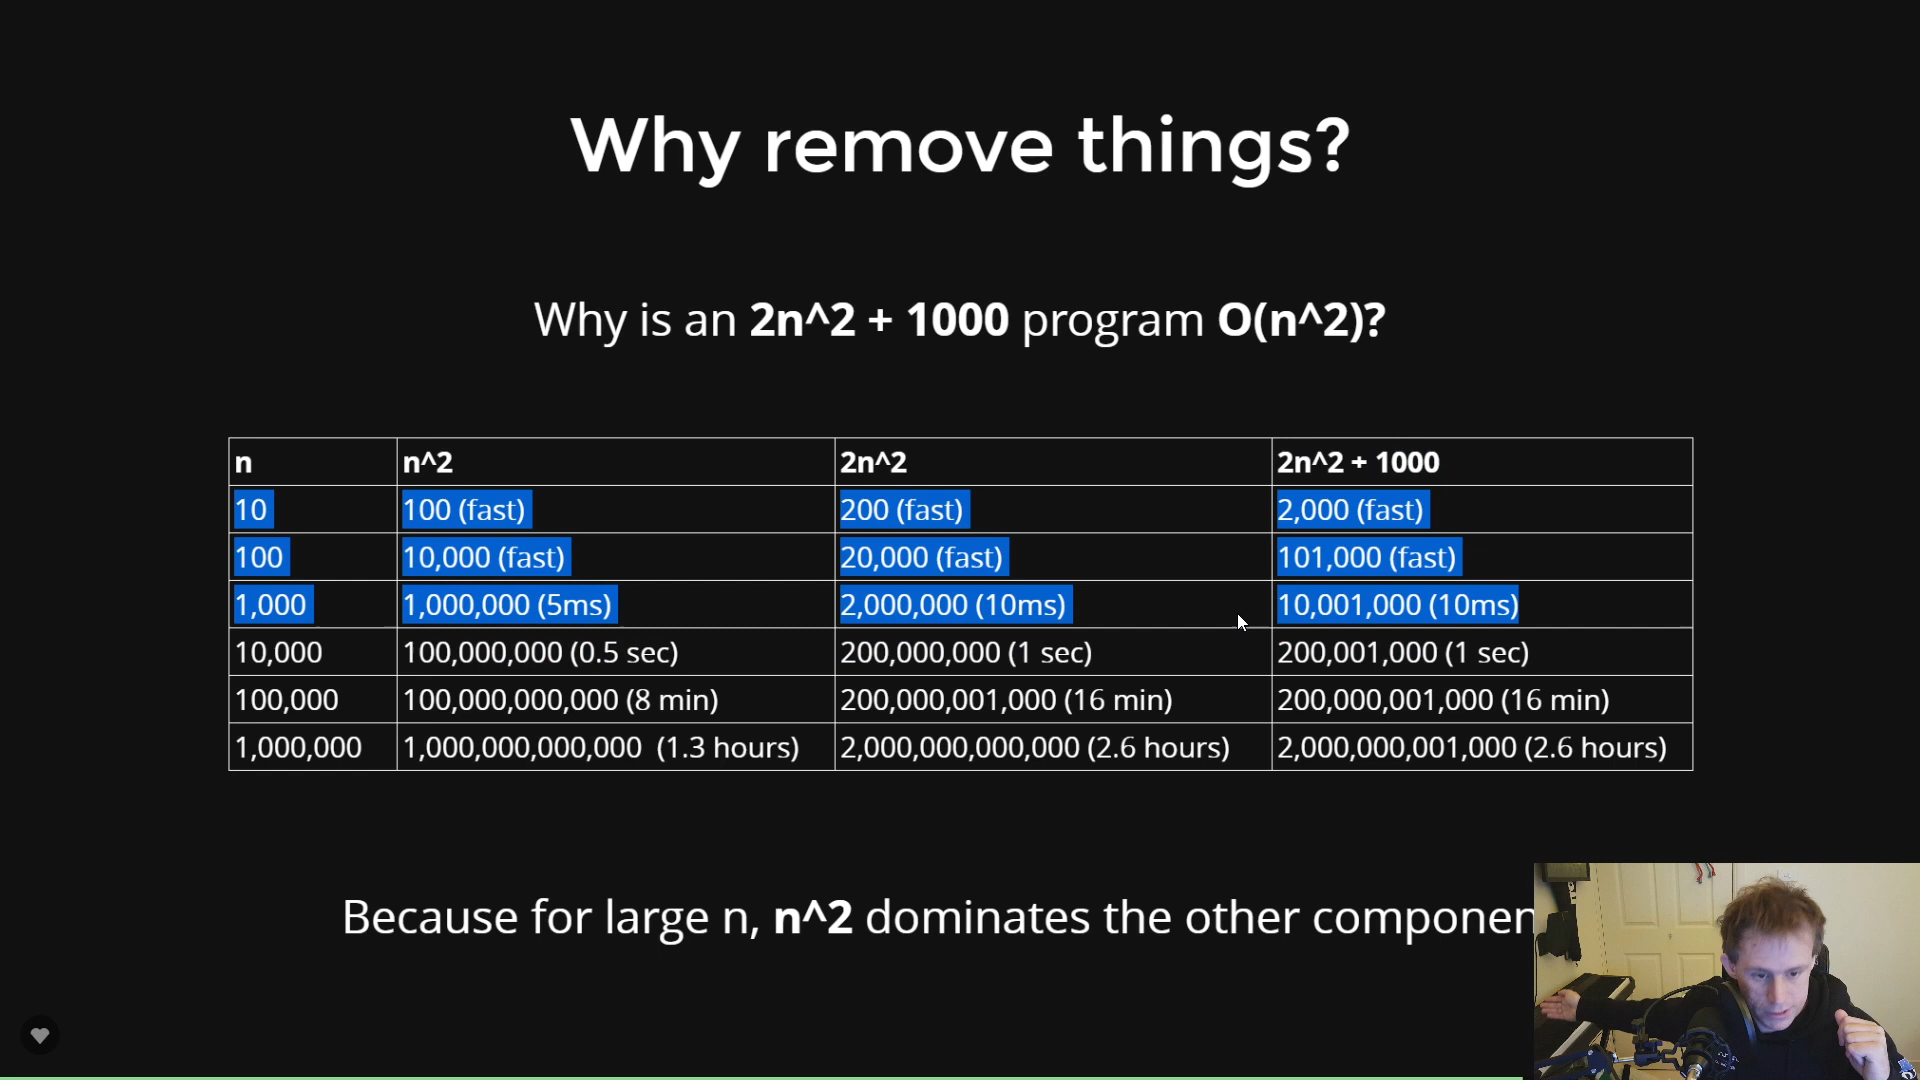 Why remove things?
Why is an 2n^2 + 1000 program O(n^2)?
n n^2 2n^2 2n^2 + 1000
10 100 (fast) 200 (fast) 2,000 (fast)
100 10,000 (fast) 20,000 (fast) 101,000 (fast)
1,000 1,000,000 (5ms) 2,000,000 (10ms) 10,001,000 (10ms)
10,000 100,000,000 (0.5 sec) 200,000,000 (1 sec) 200,001,000 (1 sec)
100,000 100,000,000,000 (8 min) 200,000,001,000 (16 min) 200,000,001,000 (16 min)
1,000,000 1,000,000,000,000 (1.3 hours) 2,000,000,000,000 (2.6 hours) 2,000,000,001,000 (2.6 hours)
Because for large n, n^2 dominates the other componen